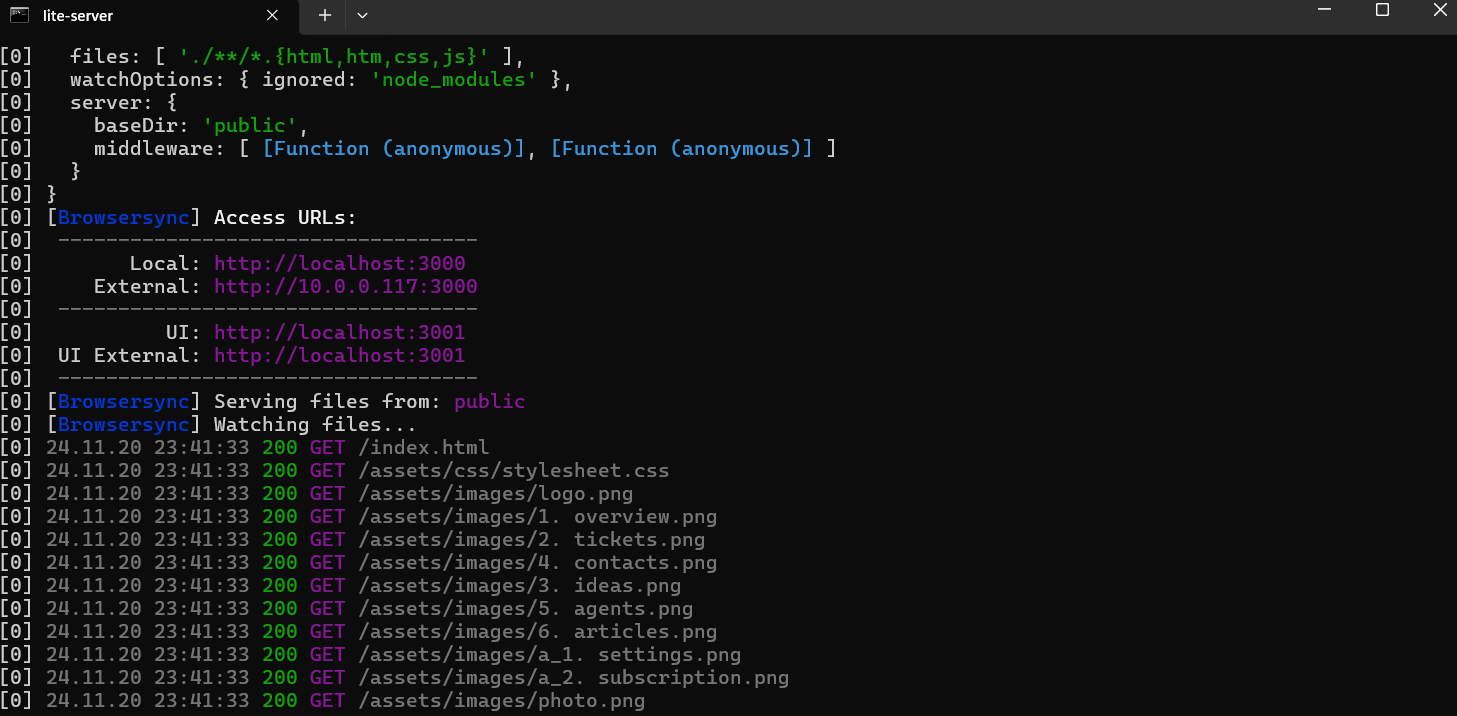 lite-server
[0]   files: [ './**/*.{html,htm,css,js}' ],
[0]   watchOptions: { ignored: 'node_modules' },
[0]   server: {
[0]     baseDir: 'public',
[0]     middleware: [ [Function (anonymous)], [Function (anonymous)] ]
[0]   }
[0] }
[0] [Browsersync] Access URLs:
[0]  -----------------------------------
[0]        Local: http://localhost:3000
[0]     External: http://10.0.0.117:3000
[0]  -----------------------------------
[0]           UI: http://localhost:3001
[0]  UI External: http://localhost:3001
[0]  -----------------------------------
[0] [Browsersync] Serving files from: public
[0] [Browsersync] Watching files...
[0] 24.11.20 23:41:33 200 GET /index.html
[0] 24.11.20 23:41:33 200 GET /assets/css/stylesheet.css
[0] 24.11.20 23:41:33 200 GET /assets/images/logo.png
[0] 24.11.20 23:41:33 200 GET /assets/images/1. overview.png
[0] 24.11.20 23:41:33 200 GET /assets/images/2. tickets.png
[0] 24.11.20 23:41:33 200 GET /assets/images/4. contacts.png
[0] 24.11.20 23:41:33 200 GET /assets/images/3. ideas.png
[0] 24.11.20 23:41:33 200 GET /assets/images/5. agents.png
[0] 24.11.20 23:41:33 200 GET /assets/images/6. articles.png
[0] 24.11.20 23:41:33 200 GET /assets/images/a_1. settings.png
[0] 24.11.20 23:41:33 200 GET /assets/images/a_2. subscription.png
[0] 24.11.20 23:41:33 200 GET /assets/images/photo.png